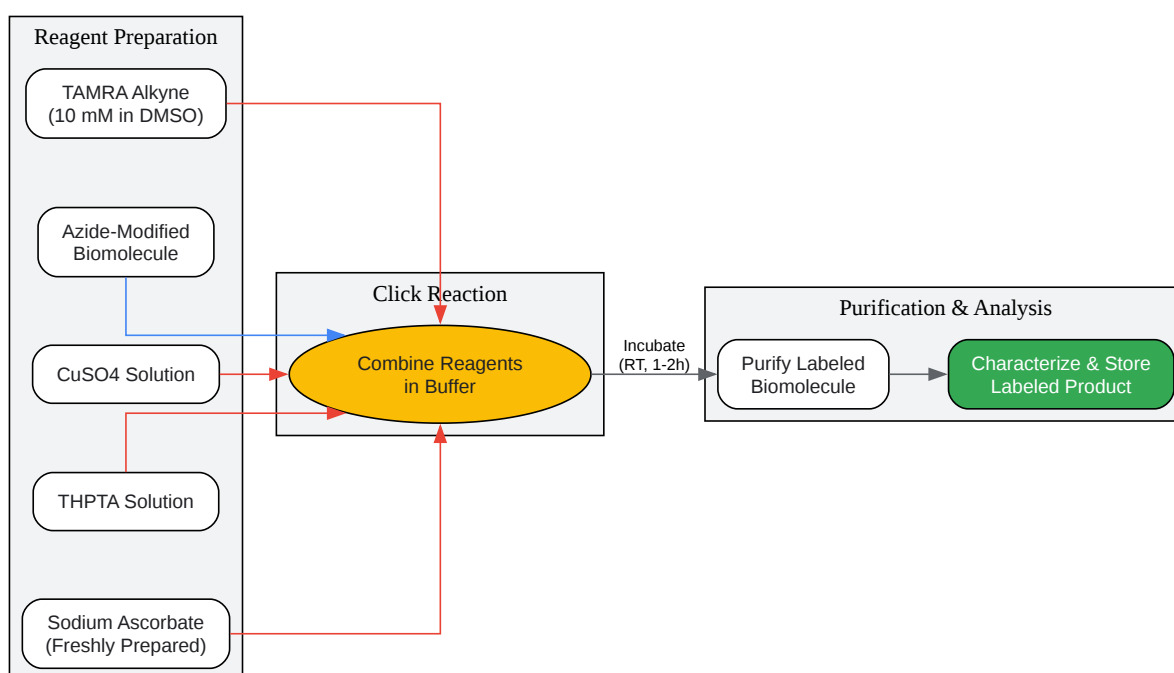 Reagent Preparation
TAMRA Alkyne
(10 mM in DMSO)
Azide-Modified
Biomolecule
CuSO4 Solution
THPTA Solution
Sodium Ascorbate
(Freshly Prepared)
Click Reaction
Combine Reagents
in Buffer
Incubate
(RT, 1-2h)
Purification & Analysis
Purify Labeled
Biomolecule
Characterize & Store
Labeled Product